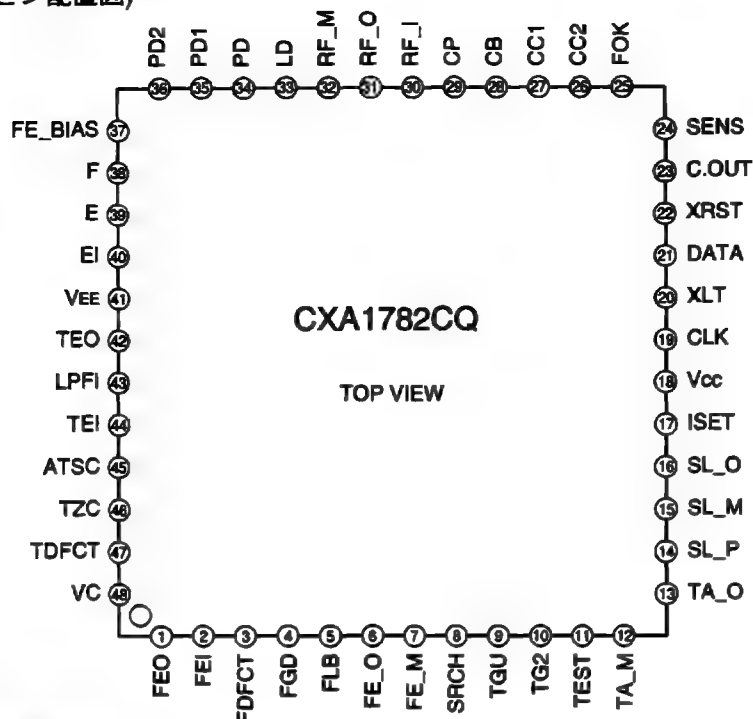 ピン配置図)
PD2 PD1 PD LD RF_M RF_O RF_I CP CB CC1 CC2 FOK
36 35 34 33 32 31 30 29 28 27 26 25
FE_BIAS 37
24 SENS
F 38
23 C.OUT
E 39
22 XRST
EI 40
21 DATA
VEE 41
20 XLT
CXA1782CQ
TEO 42
19 CLK
LPFI 43
18 Vcc
TOP VIEW
TEI 44
17 ISET
ATSC 45
16 SL_O
TZC 46
15 SL_M
TDFCT 47
14 SL_P
VC 48
13 TA_O
1 2 3 4 5 6 7 8 9 10 11 12
FEO FEI FDFCT FGD FLB FE_O FE_M SRCH TGU TG2 TEST TA_M